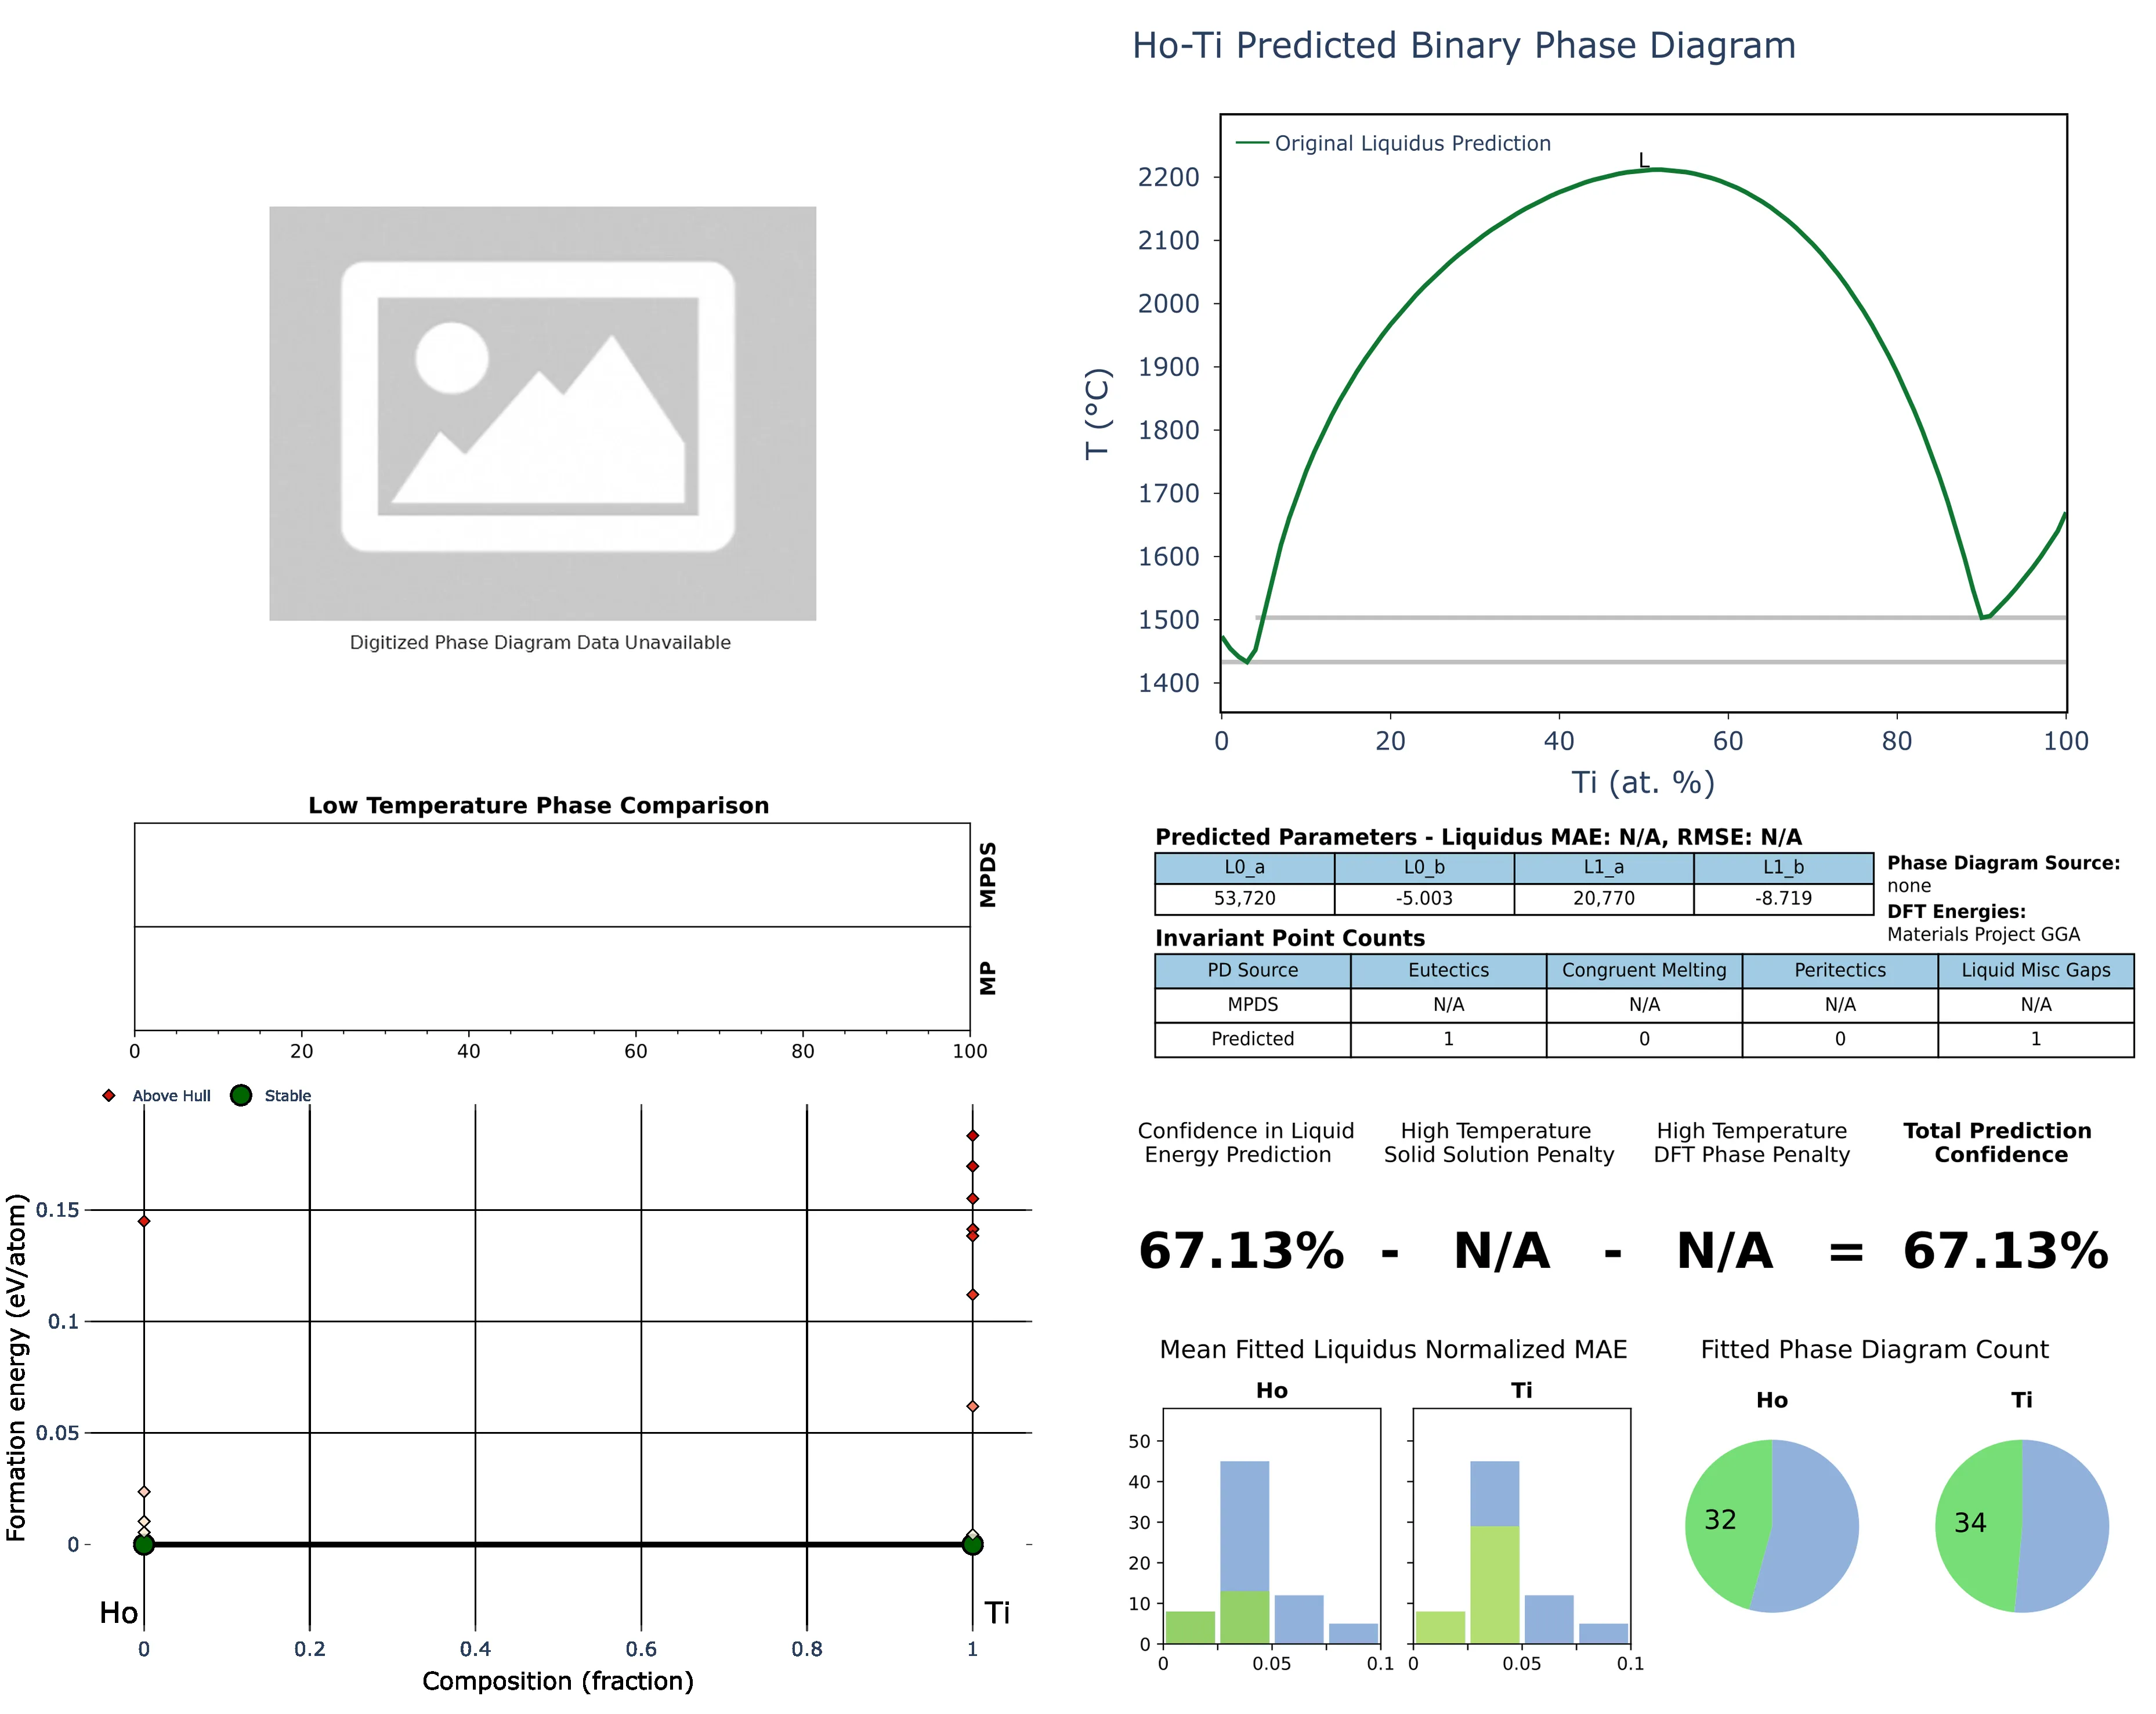 Ho-Ti Predicted Binary Phase Diagram
Original Liquidus Prediction
L
2200
2100
2000
1900
1800
1700
1600
1500
1400
T (°C)
0 20 40 60 80 100
Ti (at. %)
Digitized Phase Diagram Data Unavailable
Low Temperature Phase Comparison
MPDS
MP
0 20 40 60 80 100
Predicted Parameters - Liquidus MAE: N/A, RMSE: N/A
L0_a L0_b L1_a L1_b
53,720 -5.003 20,770 -8.719
Phase Diagram Source:
none
DFT Energies:
Materials Project GGA
Invariant Point Counts
PD Source Eutectics Congruent Melting Peritectics Liquid Misc Gaps
MPDS N/A N/A N/A N/A
Predicted 1 0 0 1
Above Hull Stable
0.15
0.1
0.05
0
Formation energy (eV/atom)
Ho Ti
0 0.2 0.4 0.6 0.8 1
Composition (fraction)
Confidence in Liquid
Energy Prediction
High Temperature
Solid Solution Penalty
High Temperature
DFT Phase Penalty
Total Prediction
Confidence
67.13% - N/A - N/A = 67.13%
Mean Fitted Liquidus Normalized MAE
Ho Ti
50
40
30
20
10
0
0 0.05 0.1 0 0.05 0.1
Fitted Phase Diagram Count
Ho Ti
32 34